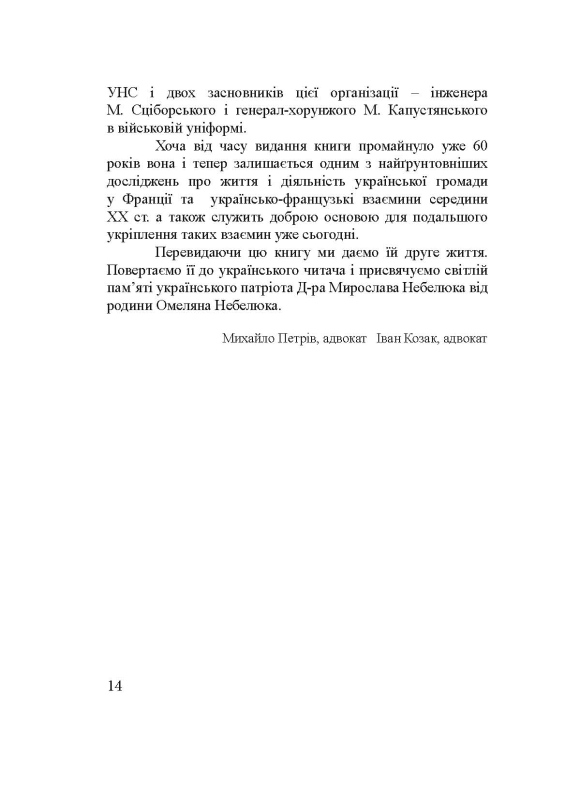 УНС і двох засновників цієї організації – інженера
М. Сціборського і генерал-хорунжого М. Капустянського
в військовій уніформі.
Хоча від часу видання книги промайнуло уже 60
років вона і тепер залишається одним з найґрунтовніших
досліджень про життя і діяльність української громади
у Франції та українсько-французькі взаємини середини
ХХ ст. а також служить доброю основою для подальшого
укріплення таких взаємин уже сьогодні.
Перевидаючи цю книгу ми даємо їй друге життя.
Повертаємо її до українського читача і присвячуємо світлій
пам’яті українського патріота Д-ра Мирослава Небелюка від
родини Омеляна Небелюка.
Михайло Петрів, адвокат Іван Козак, адвокат
14